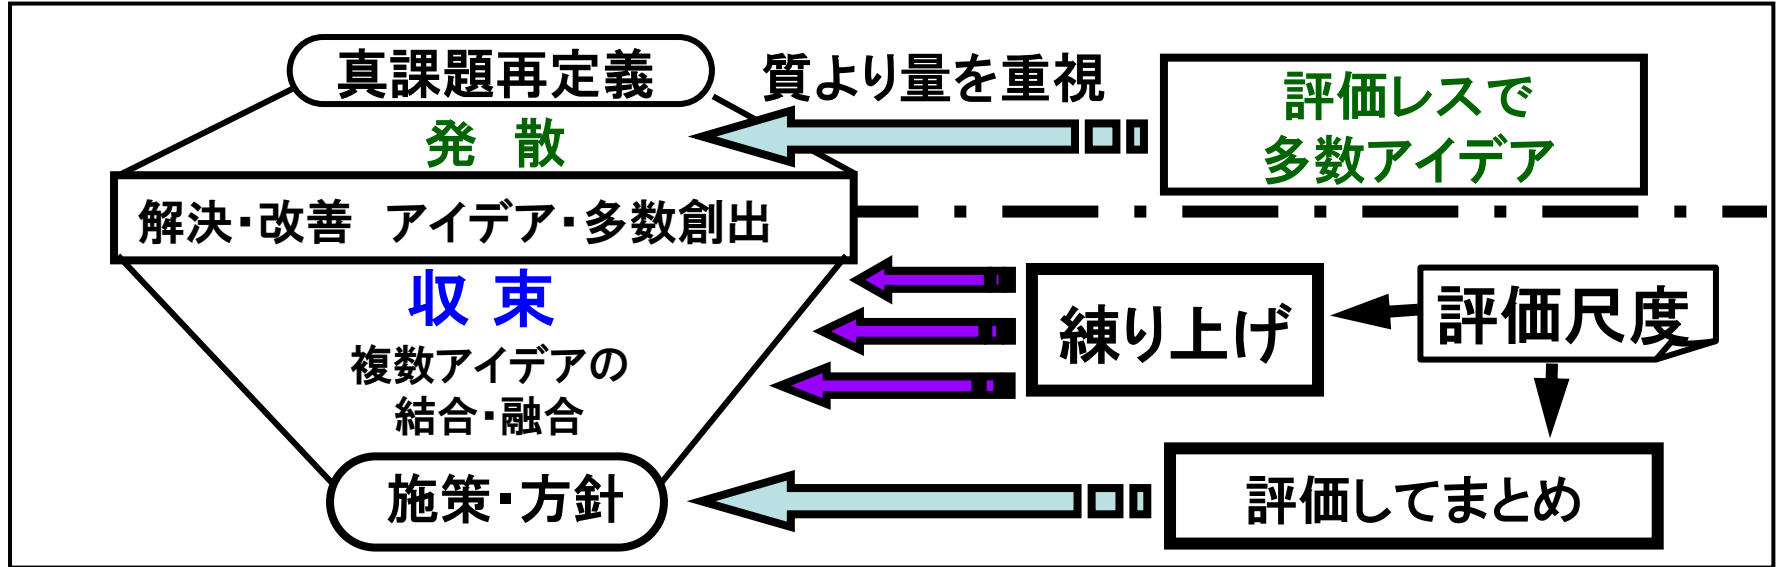 真課題再定義
質より量を重視
評価レスで
多数アイデア
発 散
解決・改善 アイデア・多数創出
収 束
複数アイデアの
結合・融合
練り上げ
評価尺度
施策・方針
評価してまとめ